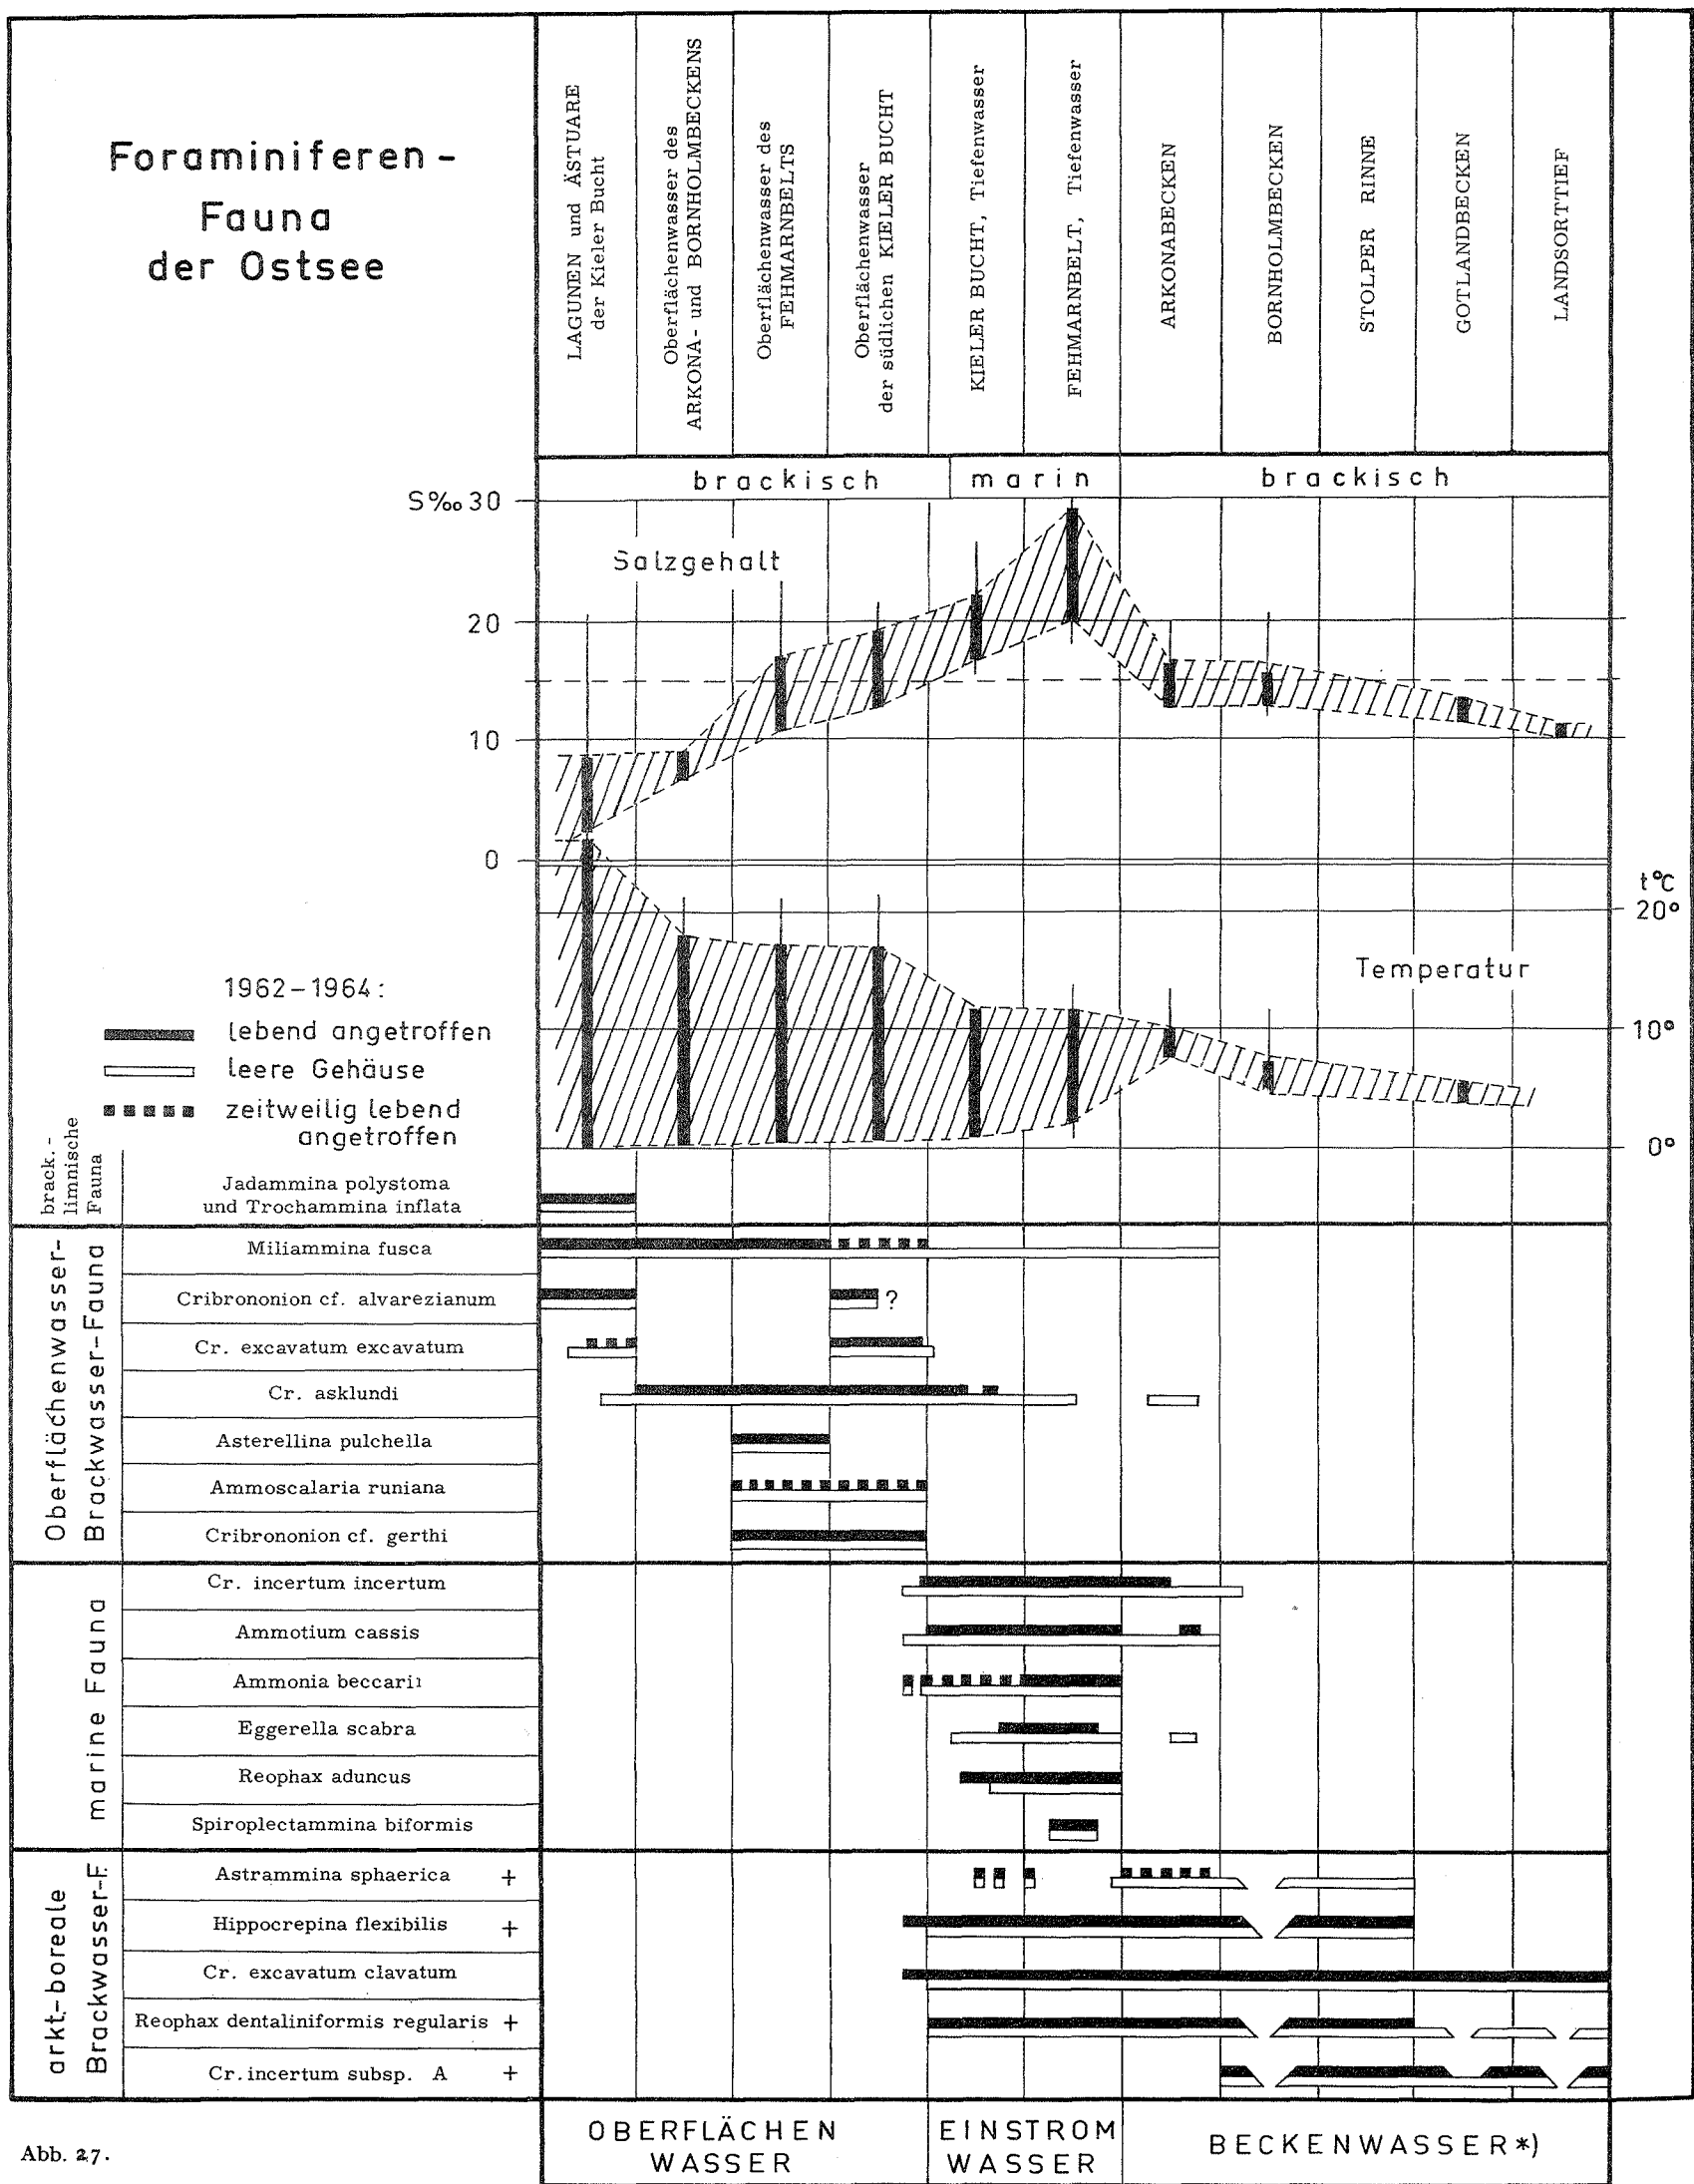 Foraminiferen-
Fauna
der Ostsee
LAGUNEN und ÄSTUARE
der Kieler Bucht
Oberflächenwasser des
ARKONA- und BORNHOLMBECKENS
Oberflächenwasser des
FEHMARNBELTS
Oberflächenwasser
der südlichen KIELER BUCHT
KIELER BUCHT, Tiefenwasser
FEHMARNBELT, Tiefenwasser
ARKONABECKEN
BORNHOLMBECKEN
STOLPER RINNE
GOTLANDBECKEN
LANDSORTTIEF
brackisch
marin
brackisch
S‰ 30
Salzgehalt
20
10
0
t°C
20°
Temperatur
10°
0°
1962–1964:
lebend angetroffen
leere Gehäuse
zeitweilig lebend
angetroffen
brack.-
limnische
Fauna
Jadammina polystoma
und Trochammina inflata
Oberflächenwasser-
Brackwasser-Fauna
Miliammina fusca
Cribrononion cf. alvarezianum
?
Cr. excavatum excavatum
Cr. asklundi
Asterellina pulchella
Ammoscalaria runiana
Cribrononion cf. gerthi
marine Fauna
Cr. incertum incertum
Ammotium cassis
Ammonia beccarii
Eggerella scabra
Reophax aduncus
Spiroplectammina biformis
arkt.-boreale
Brackwasser-F.
Astrammina sphaerica +
Hippocrepina flexibilis +
Cr. excavatum clavatum
Reophax dentaliniformis regularis +
Cr. incertum subsp. A +
OBERFLÄCHEN
WASSER
EINSTROM
WASSER
BECKENWASSER*)
Abb. 27.